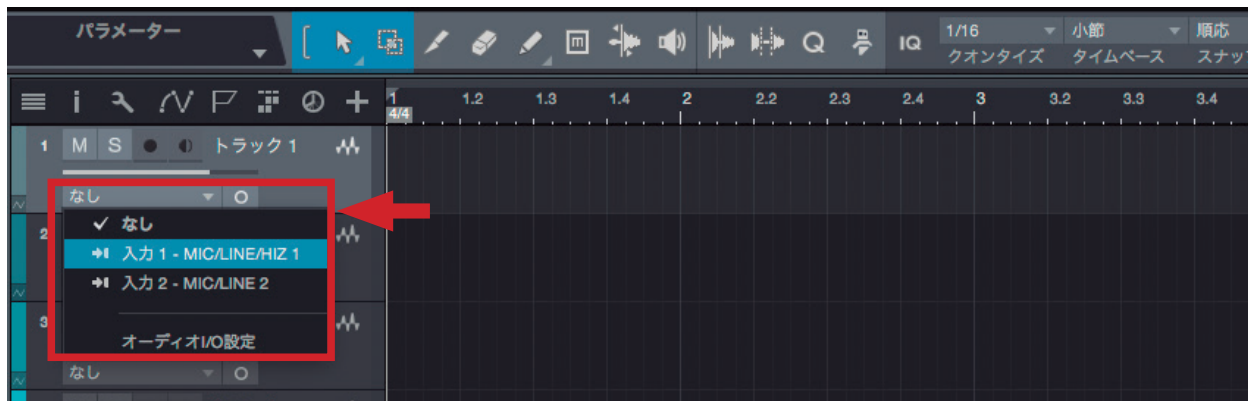 パラメーター
IQ
1/16
小節
順応
クオンタイズ
タイムベース
スナッ
1
1.2
1.3
1.4
2
2.2
2.3
2.4
3
3.2
3.3
3.4
4/4
1 M S トラック 1
なし
なし
2
入力 1 - MIC/LINE/HIZ 1
入力 2 - MIC/LINE 2
3
オーディオI/O設定
なし